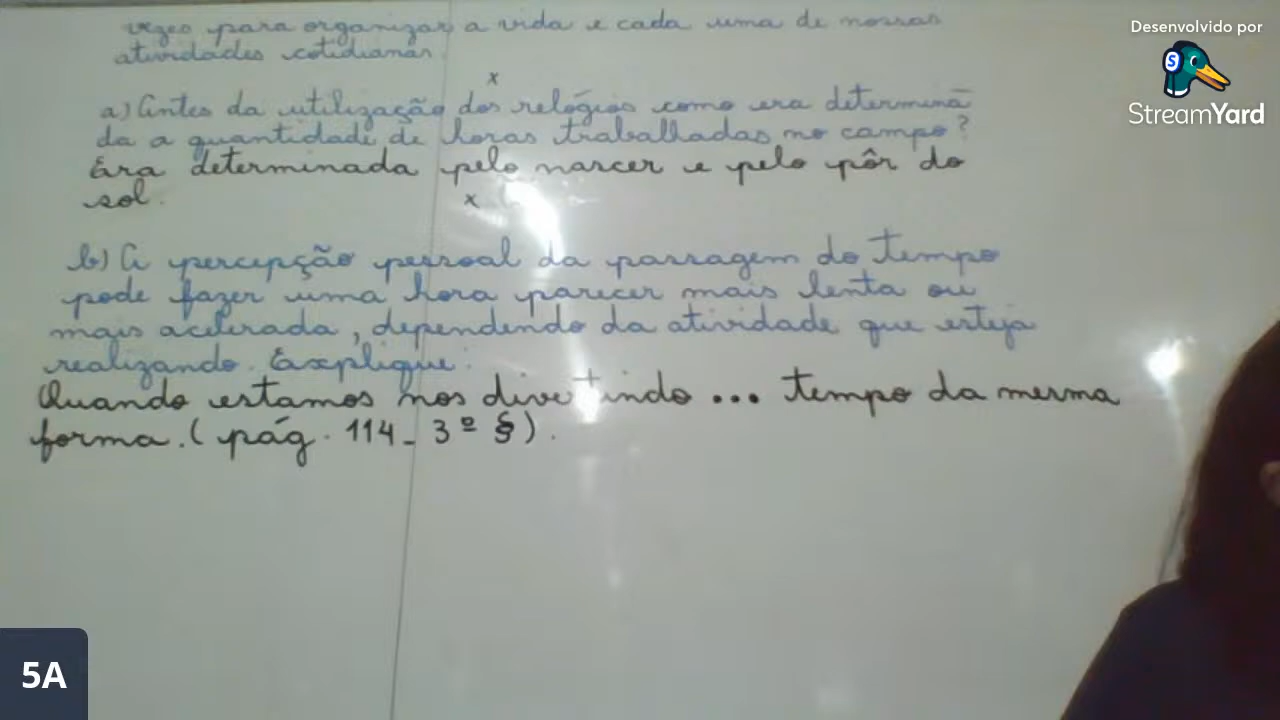 vezes para organizar a vida e cada uma de nossas
atividades cotidianas.
x
a) Antes da utilização dos relógios como era determina
da a quantidade de horas trabalhadas no campo?
Era determinada pelo nascer e pelo pôr do
sol.
x
b) A percepção pessoal da passagem do tempo
pode fazer uma hora parecer mais lenta ou
mais acelerada, dependendo da atividade que esteja
realizando. Explique:
Quando estamos nos divertindo ... tempo da mesma
forma. (pág. 114_ 3º §).
Desenvolvido por
S
StreamYard
5A